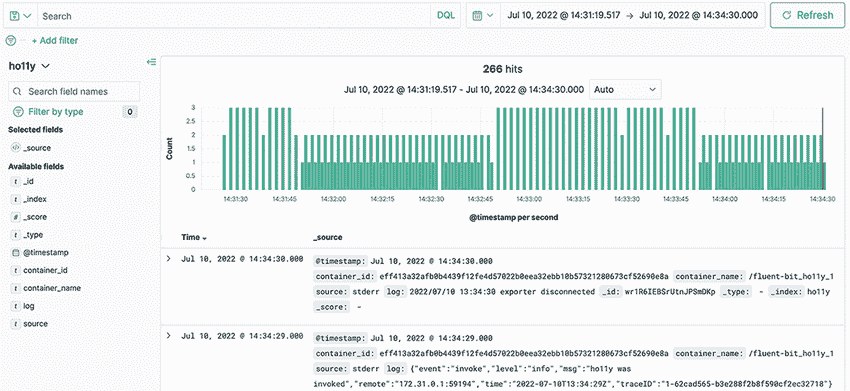 Search DQL Jul 10, 2022 @ 14:31:19.517 → Jul 10, 2022 @ 14:34:30.000 Refresh
+ Add filter
ho11y
Search field names
Filter by type 0
Selected fields
_source
Available fields
t _id
t _index
# _score
t _type
@timestamp
t container_id
t container_name
t log
t source
266 hits
Jul 10, 2022 @ 14:31:19.517 - Jul 10, 2022 @ 14:34:30.000 Auto
Count
3
2.5
2
1.5
1
0.5
0
14:31:30 14:31:45 14:32:00 14:32:15 14:32:30 14:32:45 14:33:00 14:33:15 14:33:30 14:33:45 14:34:00 14:34:15 14:34:30
@timestamp per second
Time _source
Jul 10, 2022 @ 14:34:30.000 @timestamp: Jul 10, 2022 @ 14:34:30.000
container_id: eff413a32afb0b4439f12fe4d57022b0eea32ebb10b57321280673cf52690e8a container_name: /fluent-bit_ho11y_1
source: stderr log: 2022/07/10 13:34:30 exporter disconnected _id: wr1R6IEBSrUtnJPSmDKp _type: - _index: ho11y
_score: -
Jul 10, 2022 @ 14:34:29.000 @timestamp: Jul 10, 2022 @ 14:34:29.000
container_id: eff413a32afb0b4439f12fe4d57022b0eea32ebb10b57321280673cf52690e8a container_name: /fluent-bit_ho11y_1
source: stderr log: {"event":"invoke","level":"info","msg":"ho11y was
invoked","remote":"172.31.0.1:59194","time":"2022-07-10T13:34:29Z","traceID":"1-62cad565-b3e288f2b8f590cf2ec32718"}